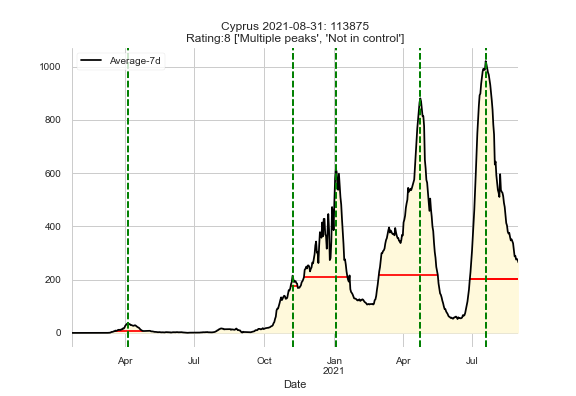 Cyprus 2021-08-31: 113875
Rating:8 ['Multiple peaks', 'Not in control']
Average-7d
1000
800
600
400
200
0
Apr
Jul
Oct
Jan
2021
Apr
Jul
Date